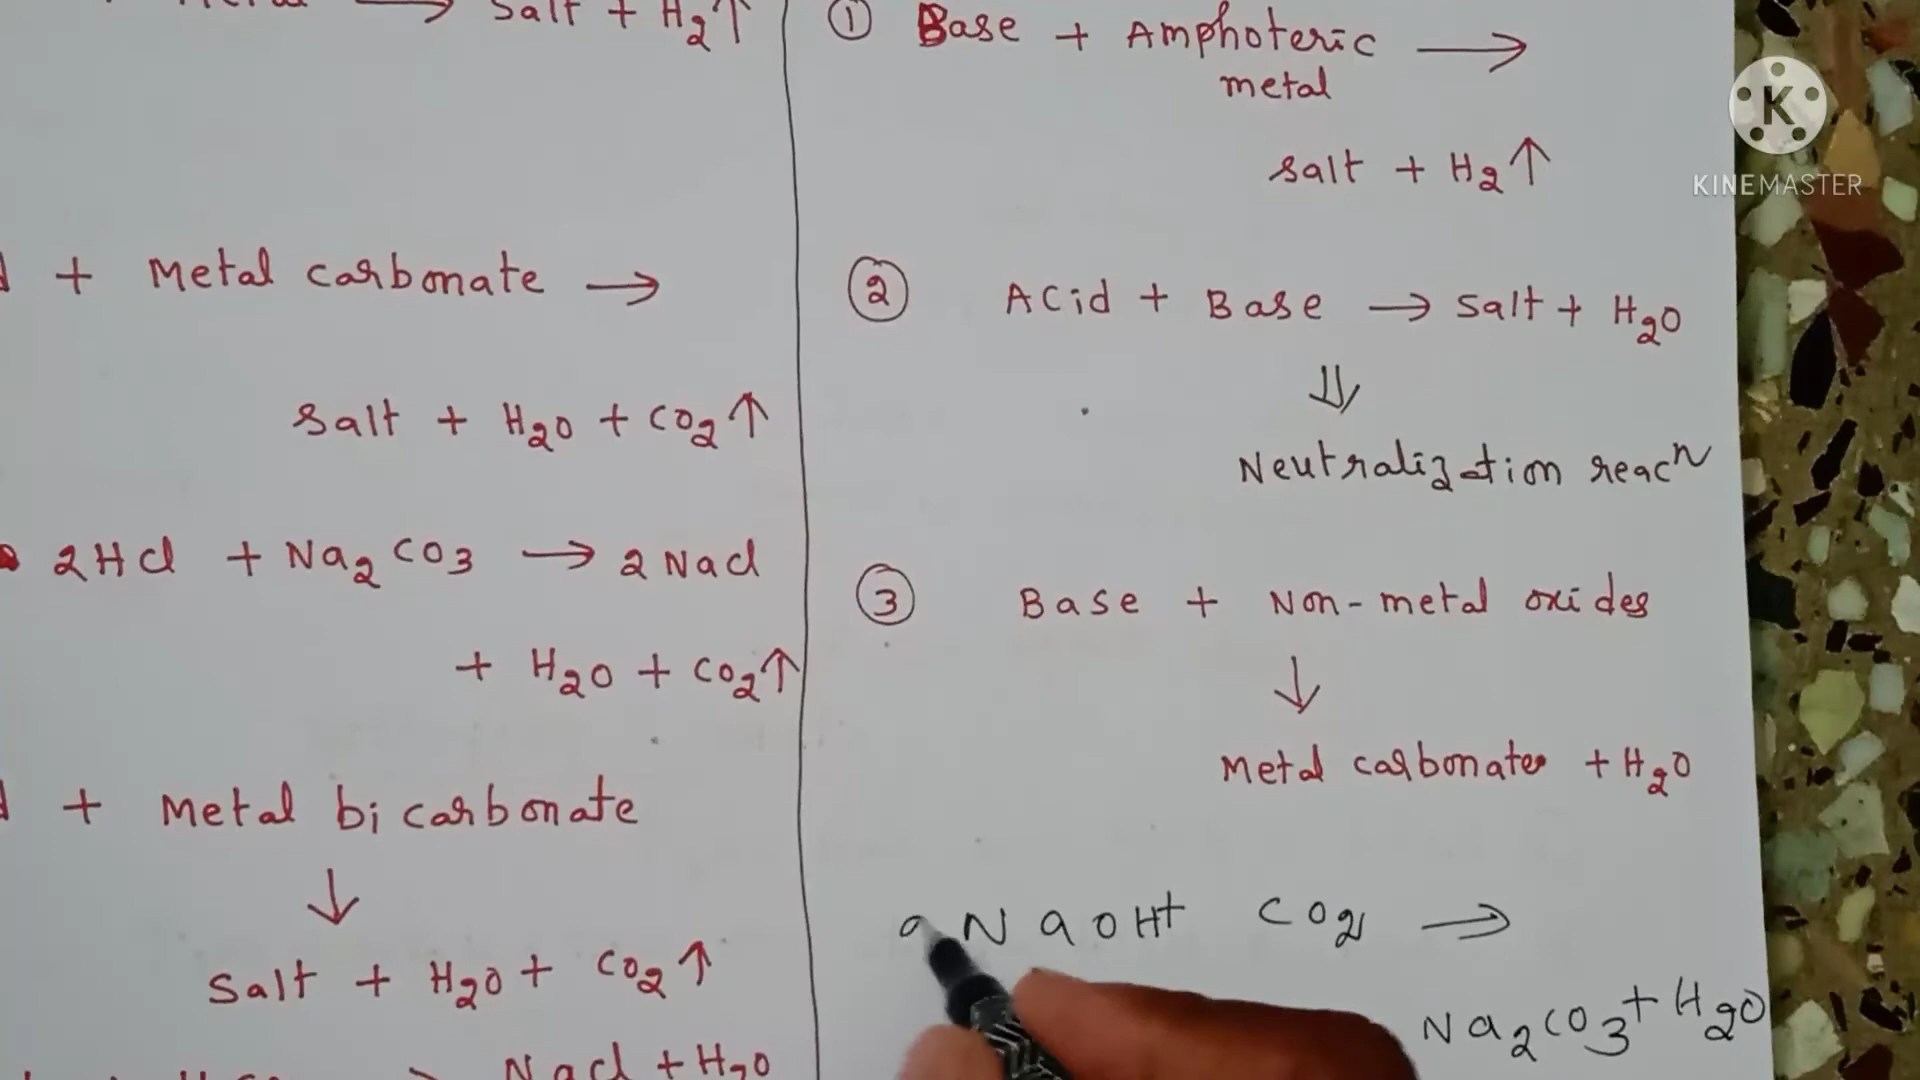 Salt + H2↑
+ Metal carbonate →
Salt + H2O + CO2↑
2HCl + Na2CO3 → 2NaCl
+ H2O + CO2↑
+ Metal bicarbonate
↓
Salt + H2O + CO2↑
NaCl + H2O
① Base + Amphoteric →
metal
salt + H2↑
② Acid + Base → Salt + H2O
⇓
Neutralization reacn
③ Base + Non-metal oxides
↓
Metal carbonate + H2O
NaOH + CO2 →
Na2CO3 + H2O
K
KINEMASTER